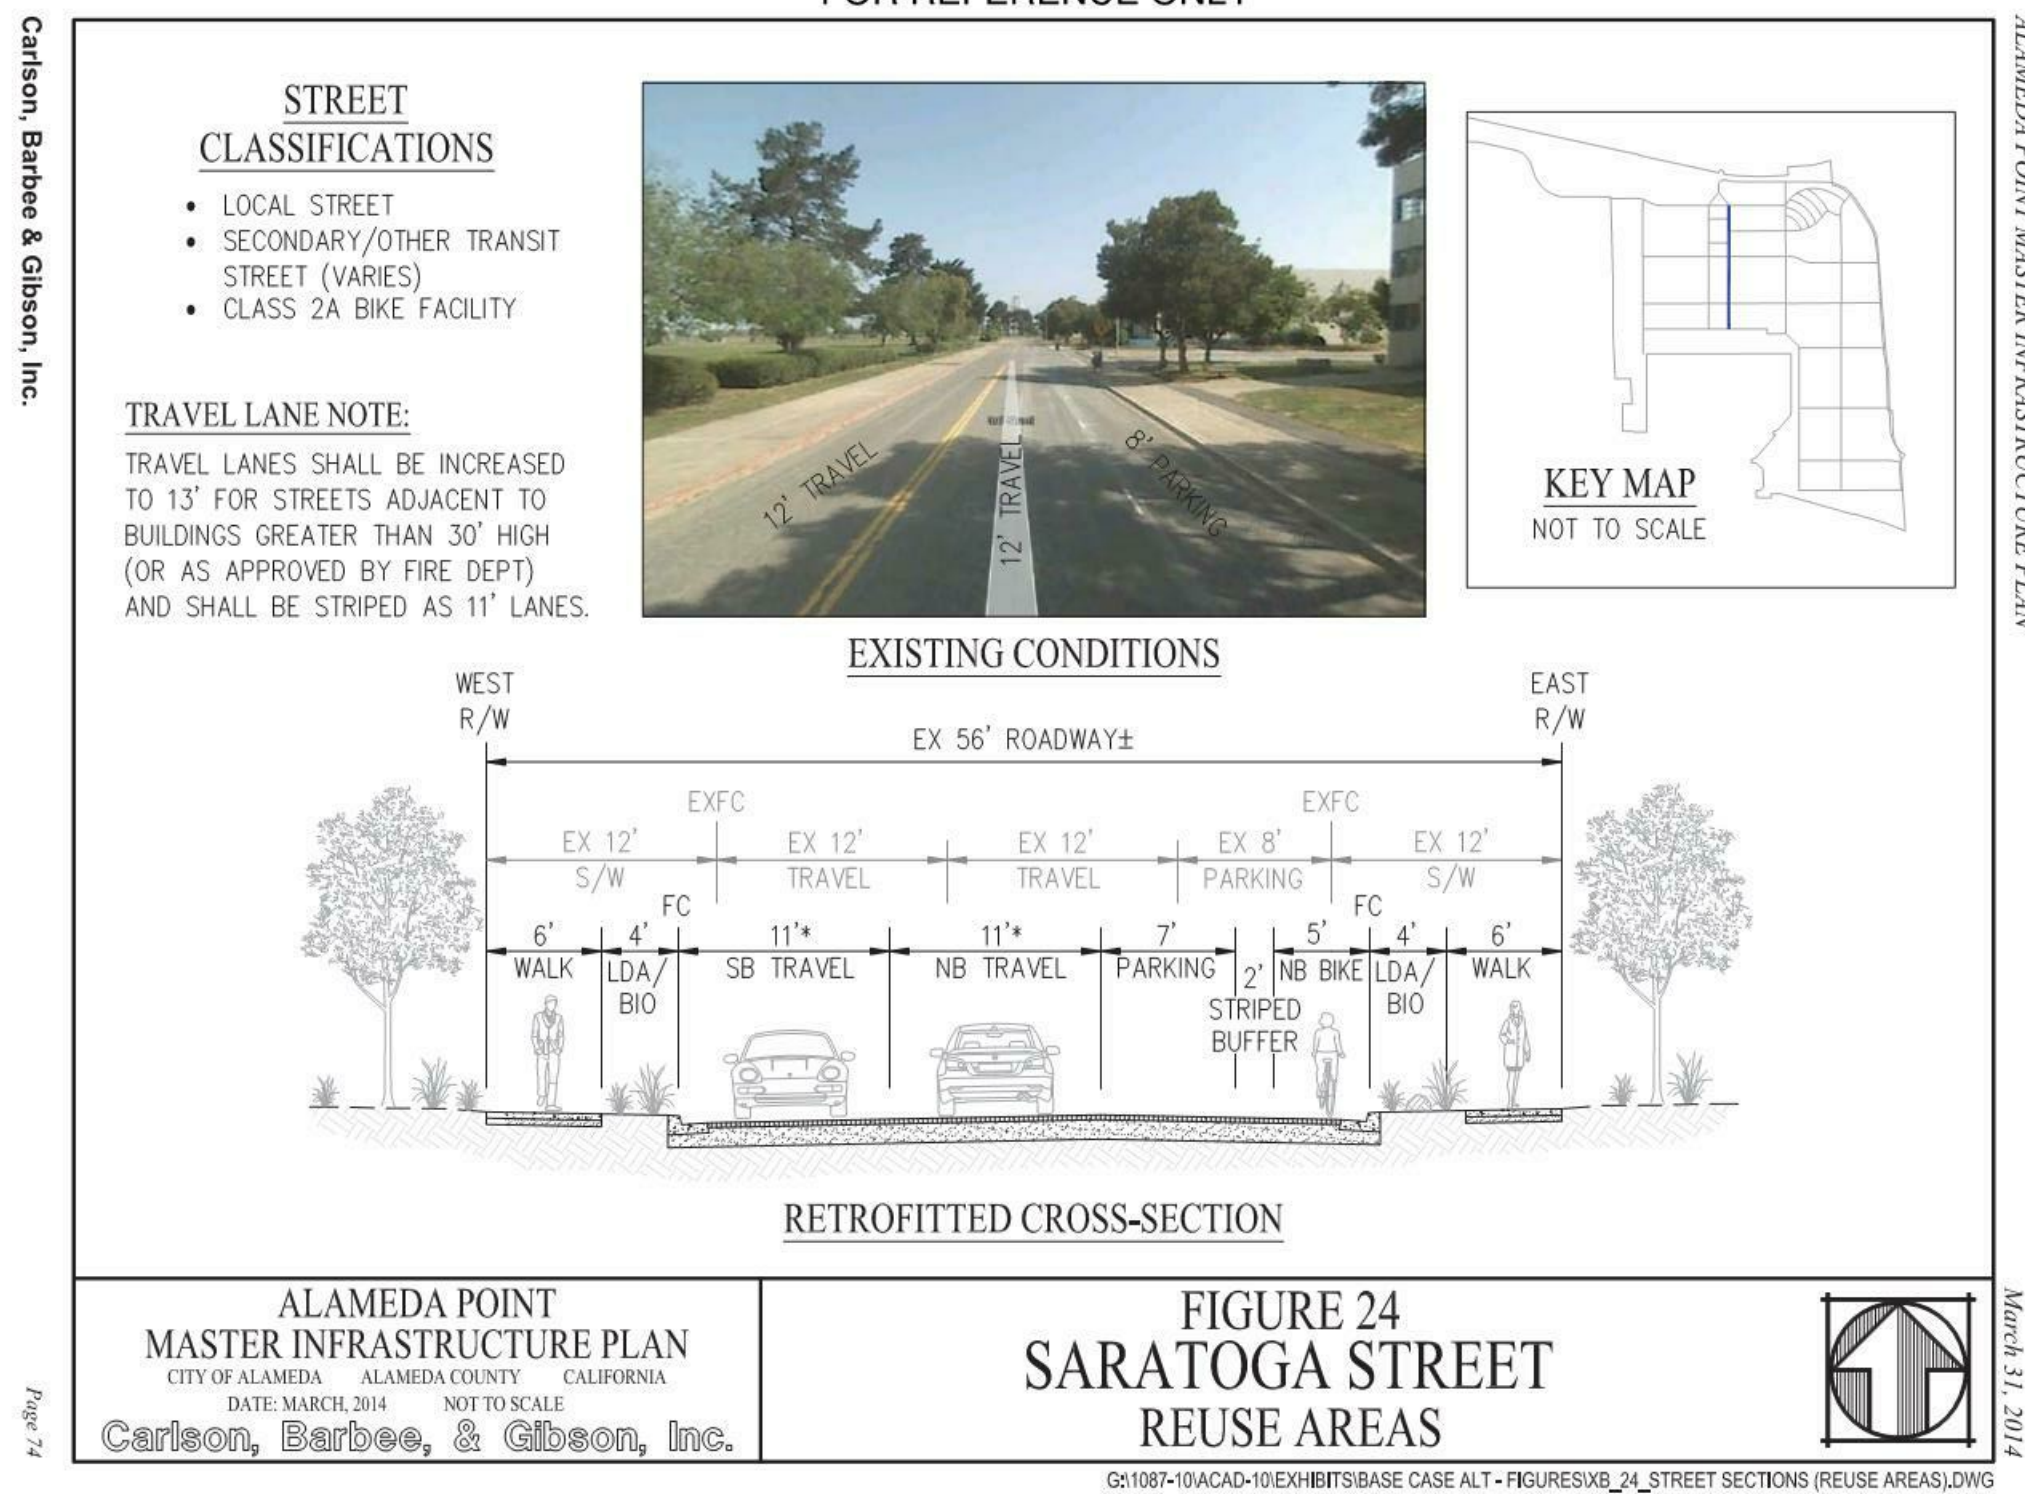 FOR REFERENCE ONLY
Carlson, Barbee & Gibson, Inc.
Page 74
ALAMEDA POINT MASTER INFRASTRUCTURE PLAN
March 31, 2014
STREET
CLASSIFICATIONS
• LOCAL STREET
• SECONDARY/OTHER TRANSIT
STREET (VARIES)
• CLASS 2A BIKE FACILITY
TRAVEL LANE NOTE:
TRAVEL LANES SHALL BE INCREASED
TO 13' FOR STREETS ADJACENT TO
BUILDINGS GREATER THAN 30' HIGH
(OR AS APPROVED BY FIRE DEPT)
AND SHALL BE STRIPED AS 11' LANES.
12' TRAVEL
12' TRAVEL
8' PARKING
EXISTING CONDITIONS
KEY MAP
NOT TO SCALE
WEST
R/W
EAST
R/W
EX 56' ROADWAY±
EXFC
EXFC
EX 12' EX 12' EX 12' EX 8' EX 12'
S/W TRAVEL TRAVEL PARKING S/W
FC FC
6' 4' 11'* 11'* 7' 5' 4' 6'
WALK LDA/ SB TRAVEL NB TRAVEL PARKING 2' NB BIKE LDA/ WALK
BIO STRIPED BIO
BUFFER
RETROFITTED CROSS-SECTION
ALAMEDA POINT
MASTER INFRASTRUCTURE PLAN
CITY OF ALAMEDA ALAMEDA COUNTY CALIFORNIA
DATE: MARCH, 2014 NOT TO SCALE
Carlson, Barbee, & Gibson, Inc.
FIGURE 24
SARATOGA STREET
REUSE AREAS
G:\1087-10\ACAD-10\EXHIBITS\BASE CASE ALT - FIGURES\XB_24_STREET SECTIONS (REUSE AREAS).DWG